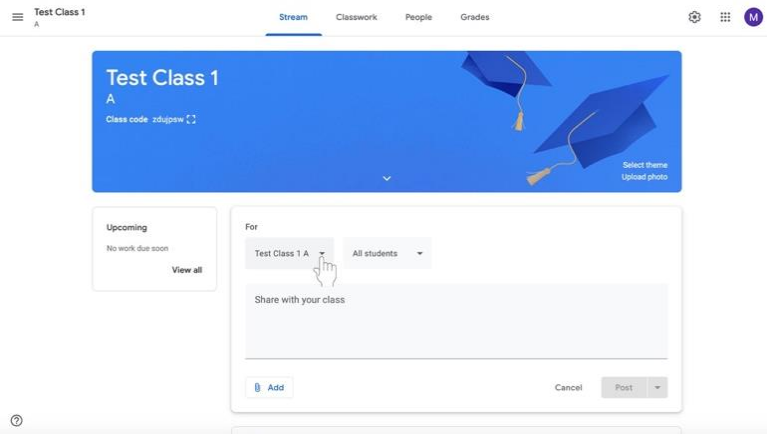 Test Class 1
A
Stream Classwork People Grades
M
Test Class 1
A
Class code zdujpsw
Select theme
Upload photo
Upcoming
No work due soon
View all
For
Test Class 1 A
All students
Share with your class
Add
Cancel
Post